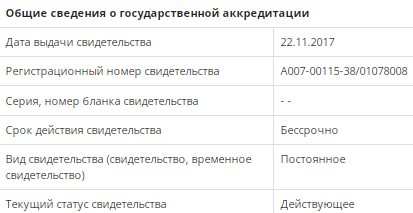 Общие сведения о государственной аккредитации
Дата выдачи свидетельства 22.11.2017
Регистрационный номер свидетельства А007-00115-38/01078008
Серия, номер бланка свидетельства - -
Срок действия свидетельства Бессрочно
Вид свидетельства (свидетельство, временное Постоянное
свидетельство)
Текущий статус свидетельства Действующее